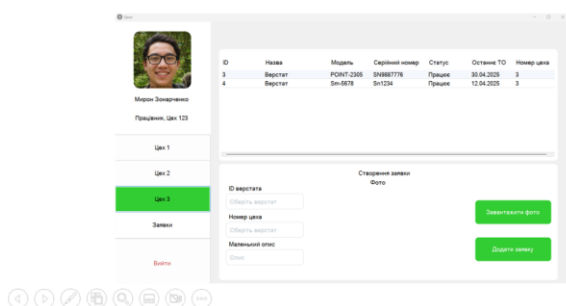 Цех
ID Назва Модель Серійний номер Статус Останнє ТО Номер цеха
3 Верстат POINT-2305 SN9687776 Працює 30.04.2025 3
4 Верстат Sm-5678 Sn1234 Працює 12.04.2025 3
Мирон Зонарченко
Працівник, Цех 123
Цех 1
Цех 2
Цех 3
Заявки
Вийти
Створення заявки
Фото
ID верстата
Оберіть верстат
Номер цеха
Оберіть верстат
Маленький опис
Опис
Завантажити фото
Додати заявку